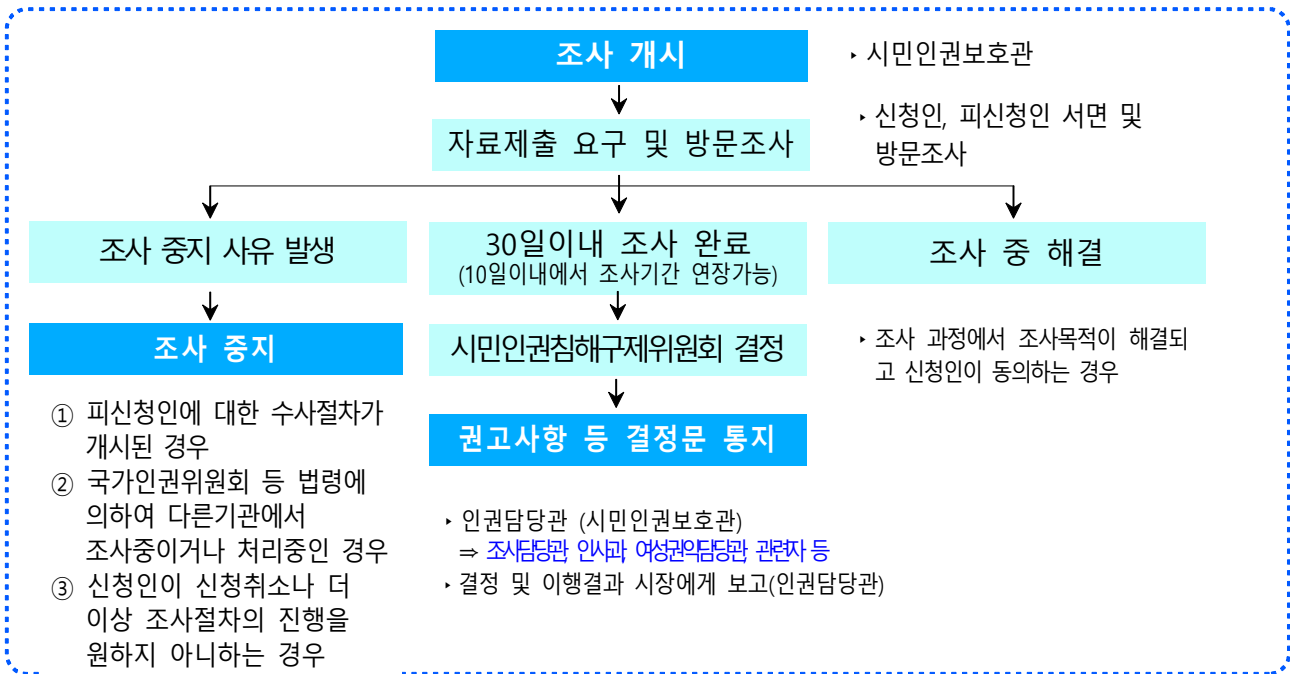 조사 개시
‣ 시민인권보호관
자료제출 요구 및 방문조사
‣ 신청인, 피신청인 서면 및
방문조사
조사 중지 사유 발생
30일이내 조사 완료
(10일이내에서 조사기간 연장가능)
조사 중 해결
조사 중지
시민인권침해구제위원회 결정
‣ 조사 과정에서 조사목적이 해결되
고 신청인이 동의하는 경우
① 피신청인에 대한 수사절차가
개시된 경우
② 국가인권위원회 등 법령에
의하여 다른기관에서
조사중이거나 처리중인 경우
③ 신청인이 신청취소나 더
이상 조사절차의 진행을
원하지 아니하는 경우
권고사항 등 결정문 통지
‣ 인권담당관 (시민인권보호관)
⇒ 조사담당관, 인사과, 여성권익담당관, 관련자 등
‣ 결정 및 이행결과 시장에게 보고(인권담당관)